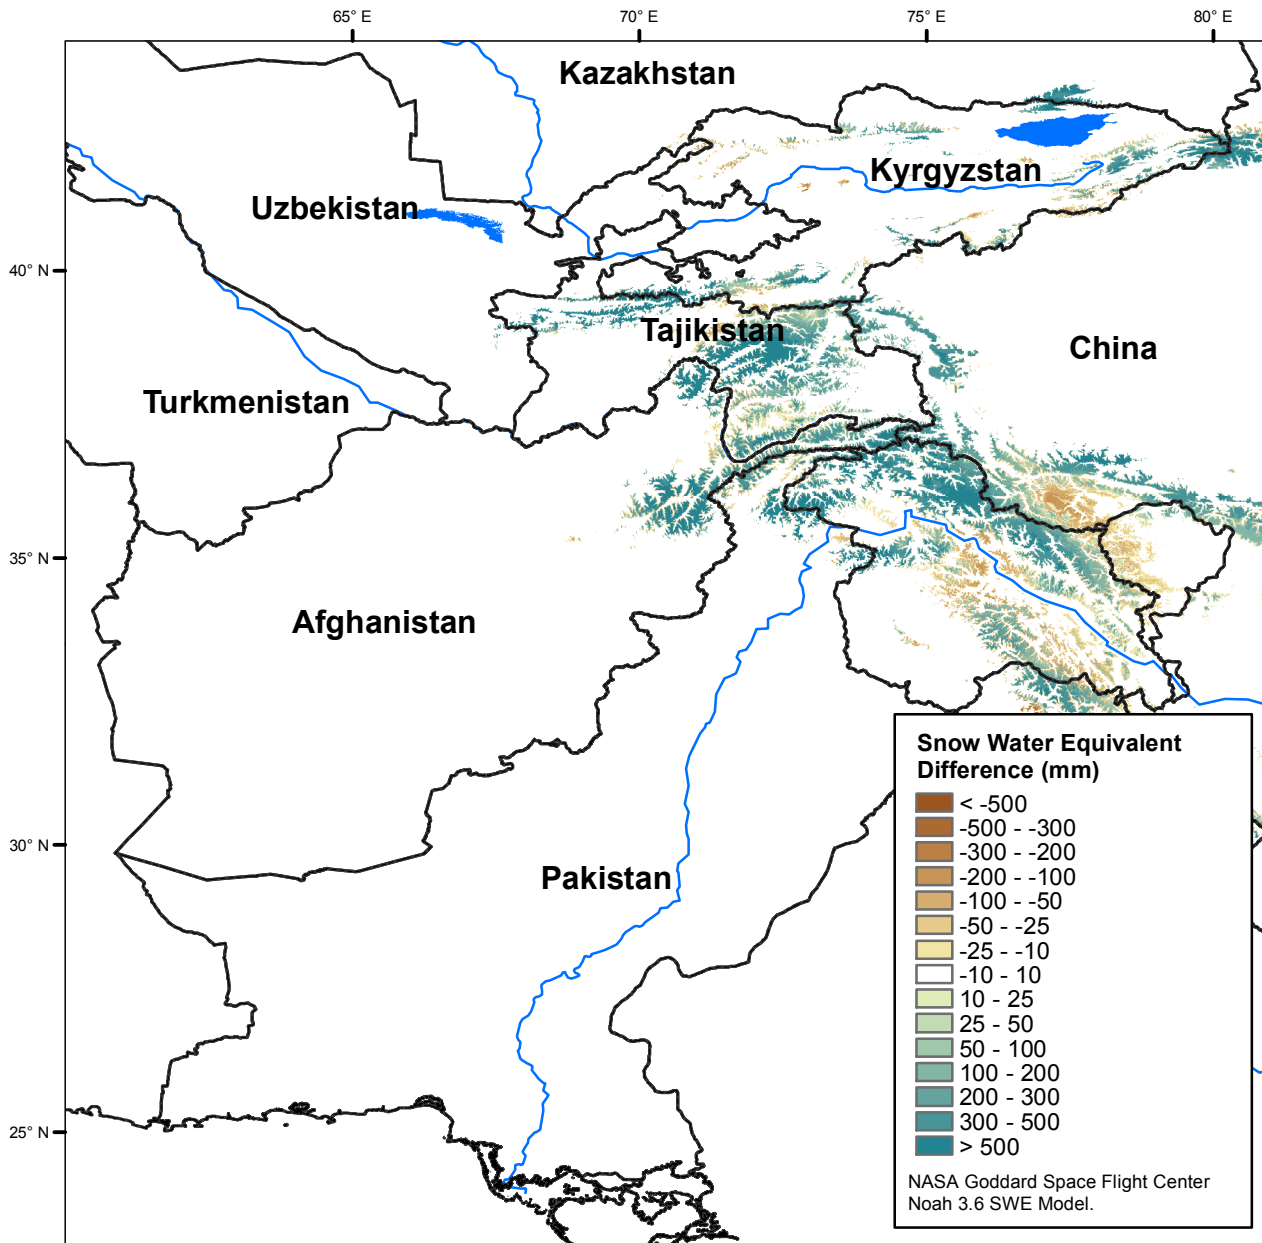 65° E
70° E
75° E
80° E
Kazakhstan
Kyrgyzstan
Uzbekistan
40° N
Tajikistan
China
Turkmenistan
35° N
Afghanistan
30° N
Pakistan
25° N
Snow Water Equivalent
Difference (mm)
< -500
-500 - -300
-300 - -200
-200 - -100
-100 - -50
-50 - -25
-25 - -10
-10 - 10
10 - 25
25 - 50
50 - 100
100 - 200
200 - 300
300 - 500
> 500
NASA Goddard Space Flight Center
Noah 3.6 SWE Model.